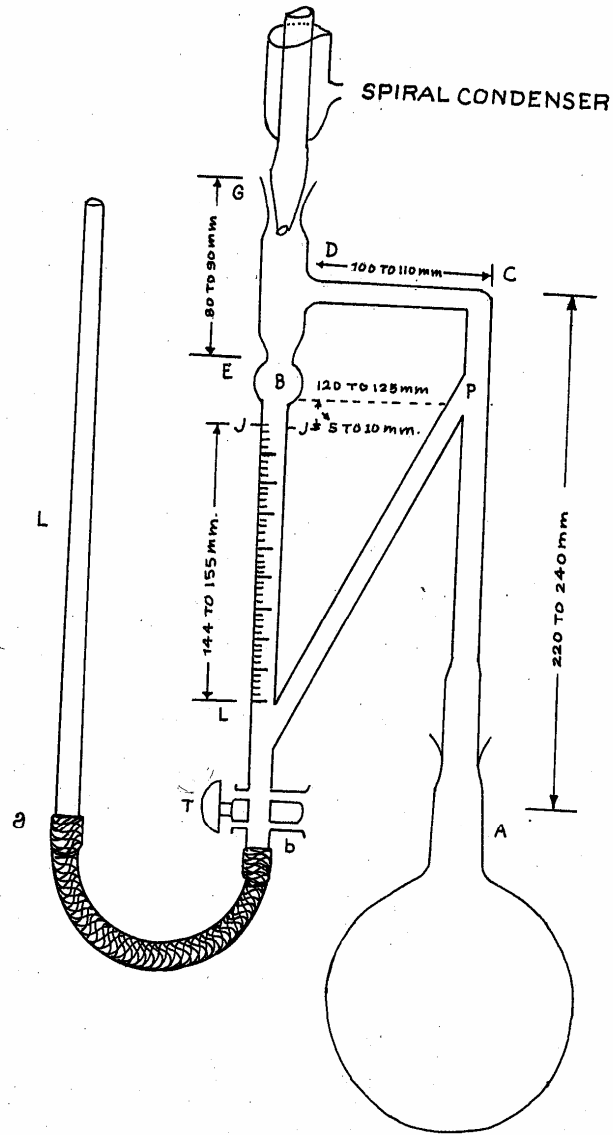 SPIRAL CONDENSER
G
D
100 TO 110 mm
C
80 TO 90 mm
E
B
120 TO 125 mm
P
J
J
5 TO 10 mm.
L
144 TO 155 mm.
220 TO 240 mm
L
T
a
b
A